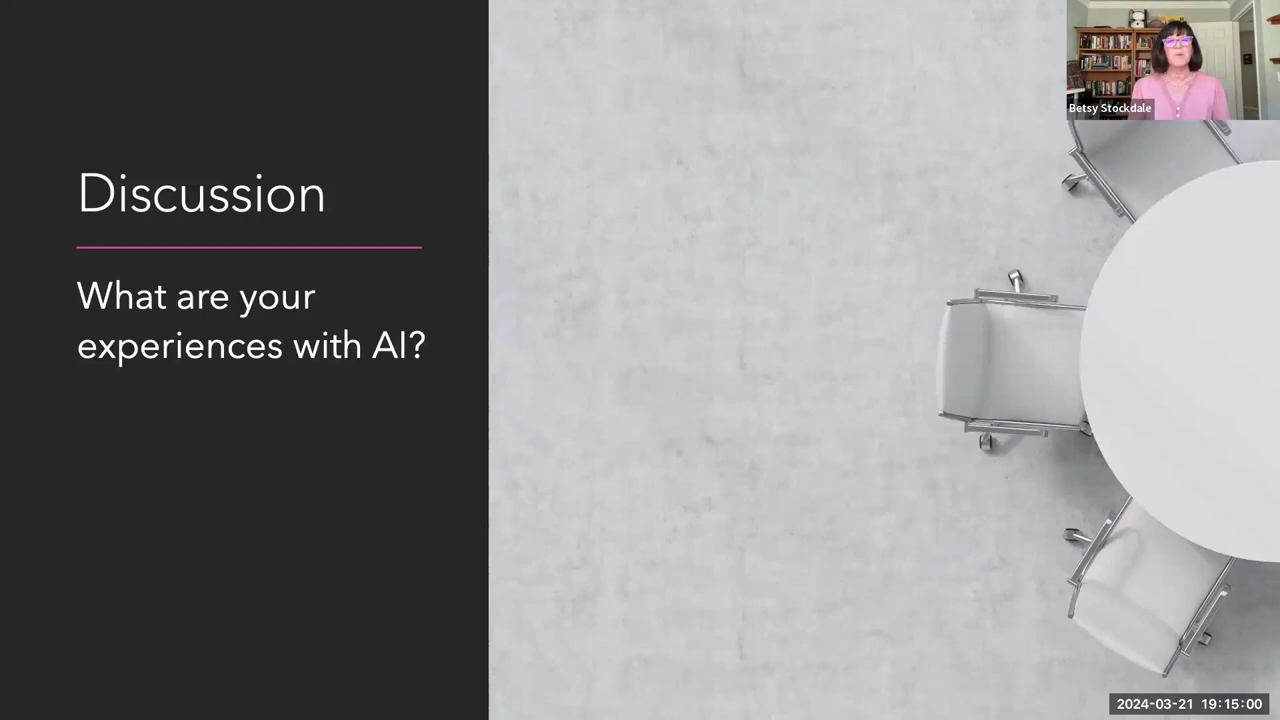 Discussion
What are your
experiences with AI?
Betsy Stockdale
2024-03-21 19:15:00